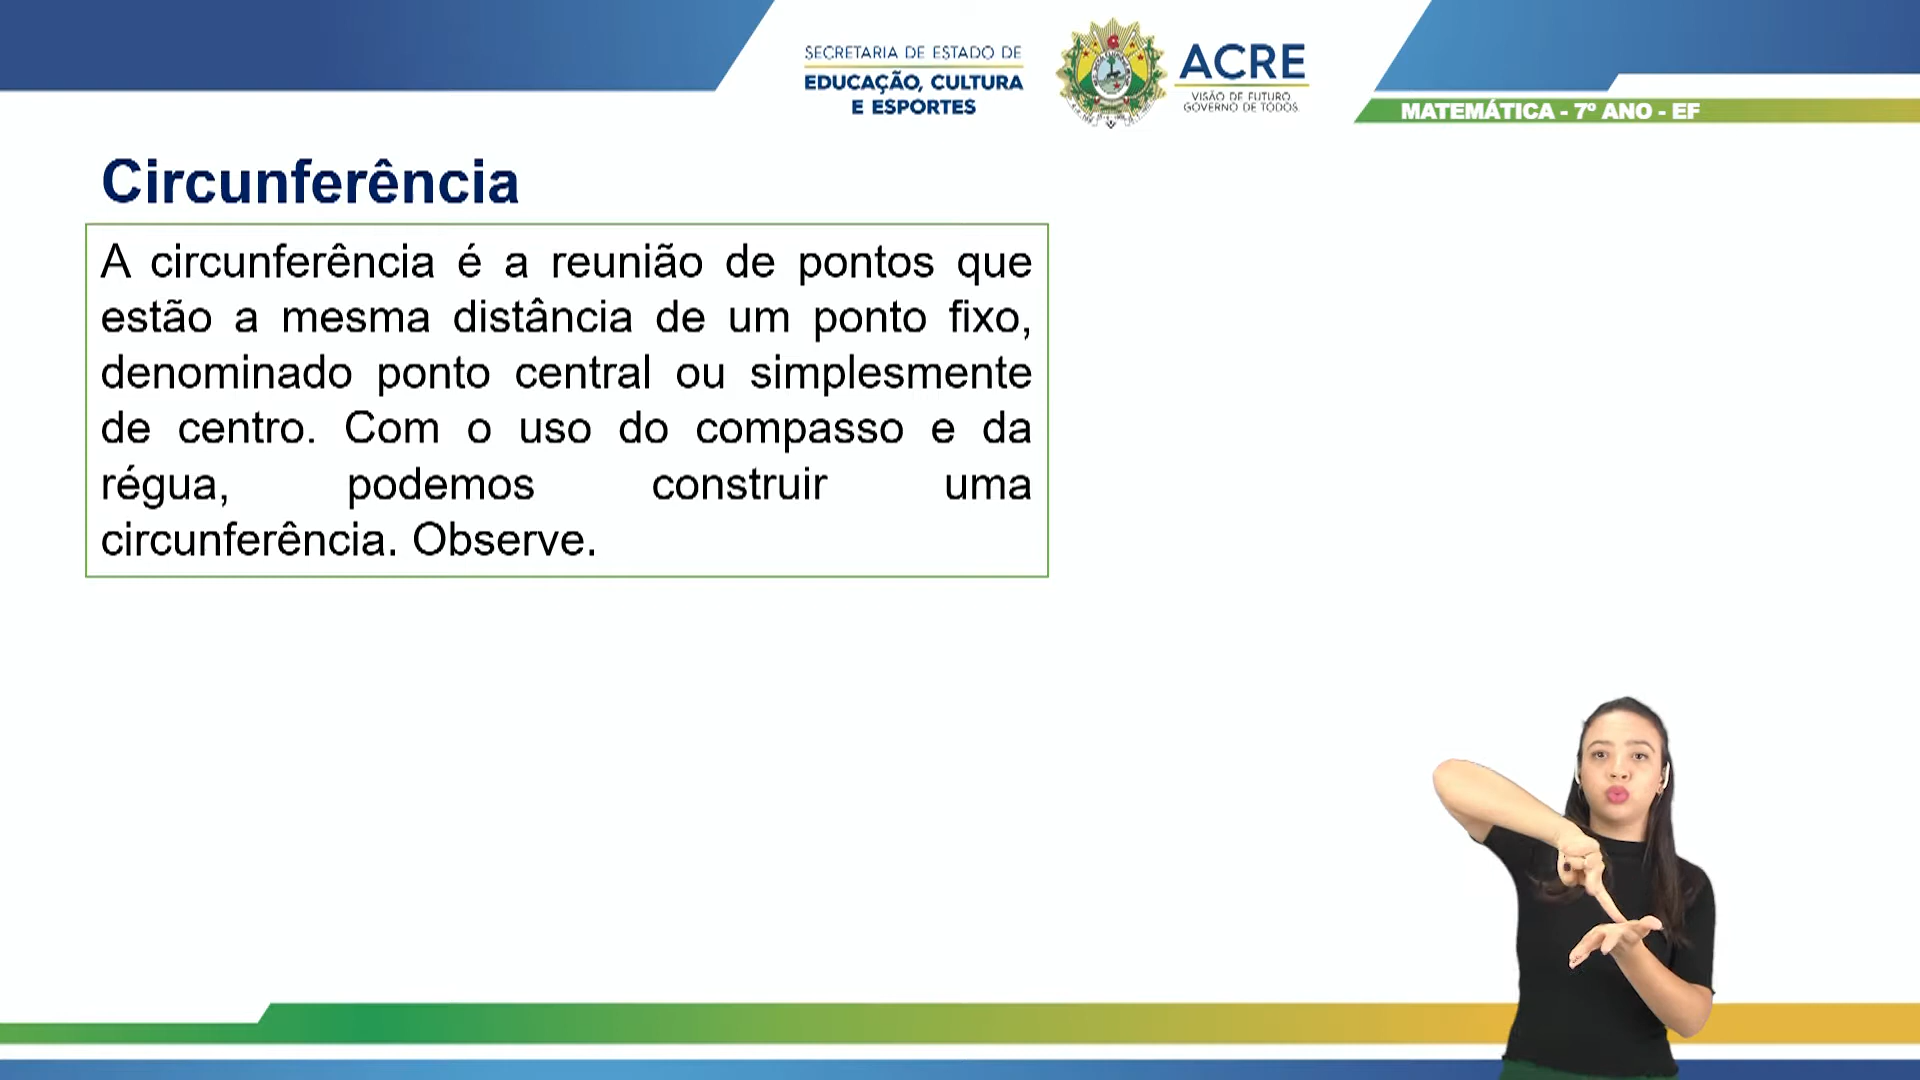 SECRETARIA DE ESTADO DE
EDUCAÇÃO, CULTURA
E ESPORTES
ACRE
VISÃO DE FUTURO
GOVERNO DE TODOS
MATEMÁTICA - 7º ANO - EF
Circunferência
A circunferência é a reunião de pontos que
estão a mesma distância de um ponto fixo,
denominado ponto central ou simplesmente
de centro. Com o uso do compasso e da
régua, podemos construir uma
circunferência. Observe.